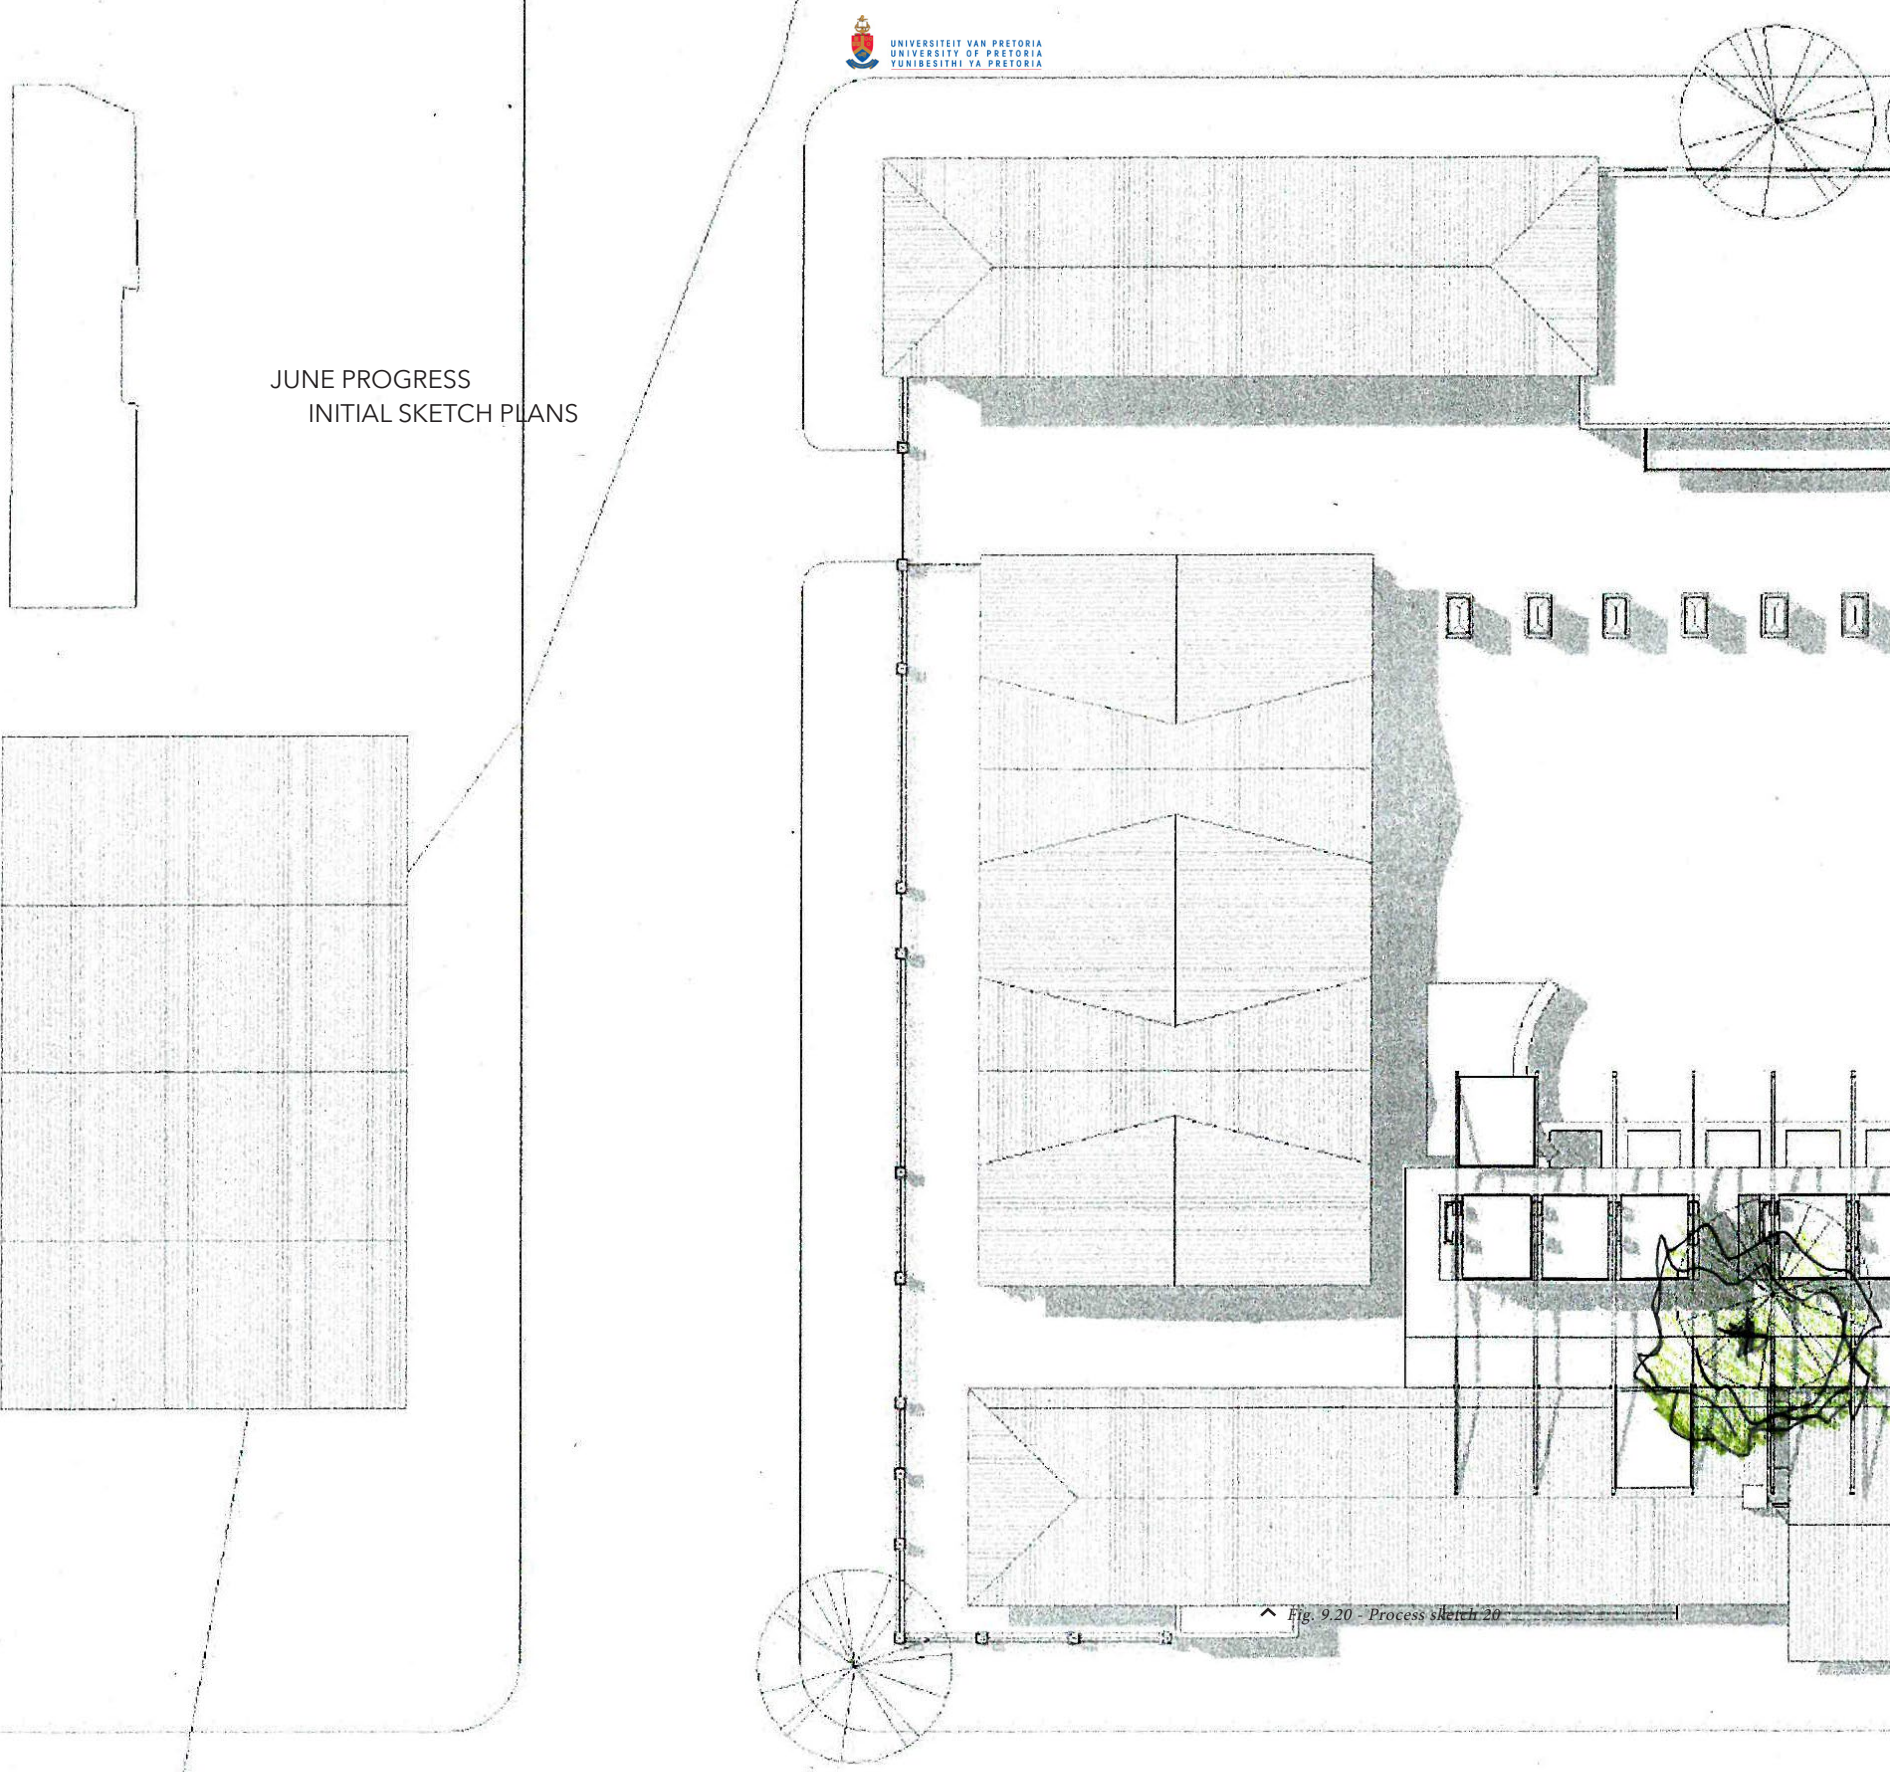 UNIVERSITEIT VAN PRETORIA
UNIVERSITY OF PRETORIA
YUNIBESITHI YA PRETORIA
JUNE PROGRESS
INITIAL SKETCH PLANS
Fig. 9.20 - Process sketch 20